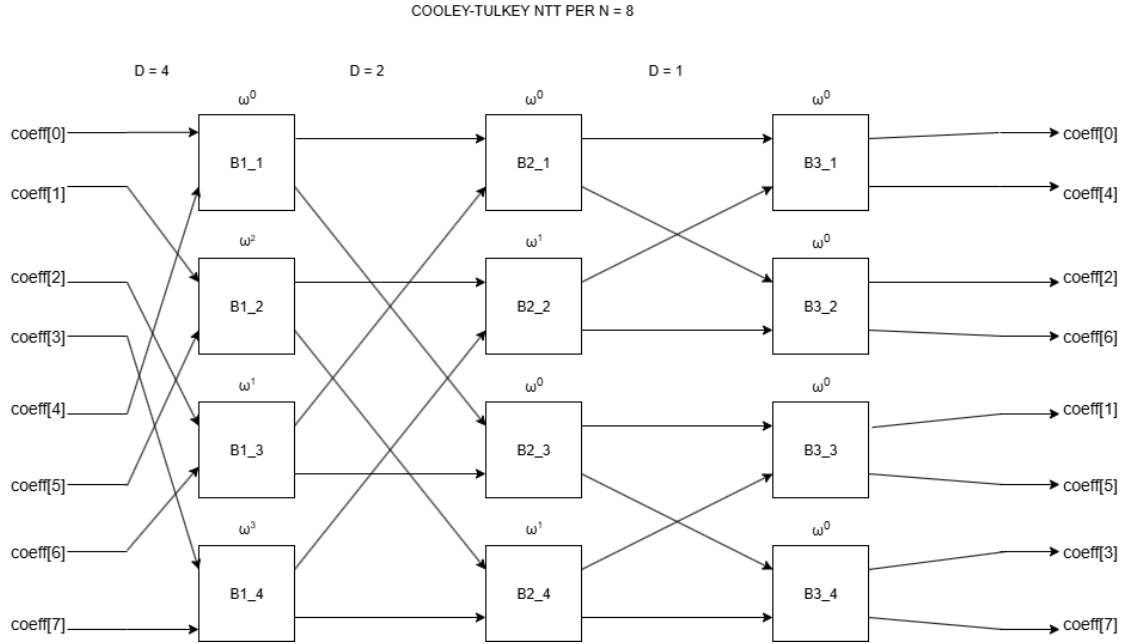 COOLEY-TULKEY NTT PER N = 8
D = 4 D = 2 D = 1
ω⁰ ω⁰ ω⁰
coeff[0] B1_1 B2_1 B3_1 coeff[0]
coeff[1] coeff[4]
ω² ω¹ ω⁰
coeff[2] B1_2 B2_2 B3_2 coeff[2]
coeff[3] coeff[6]
ω¹ ω⁰ ω⁰
coeff[4] B1_3 B2_3 B3_3 coeff[1]
coeff[5] coeff[5]
ω³ ω¹ ω⁰
coeff[6] B1_4 B2_4 B3_4 coeff[3]
coeff[7] coeff[7]